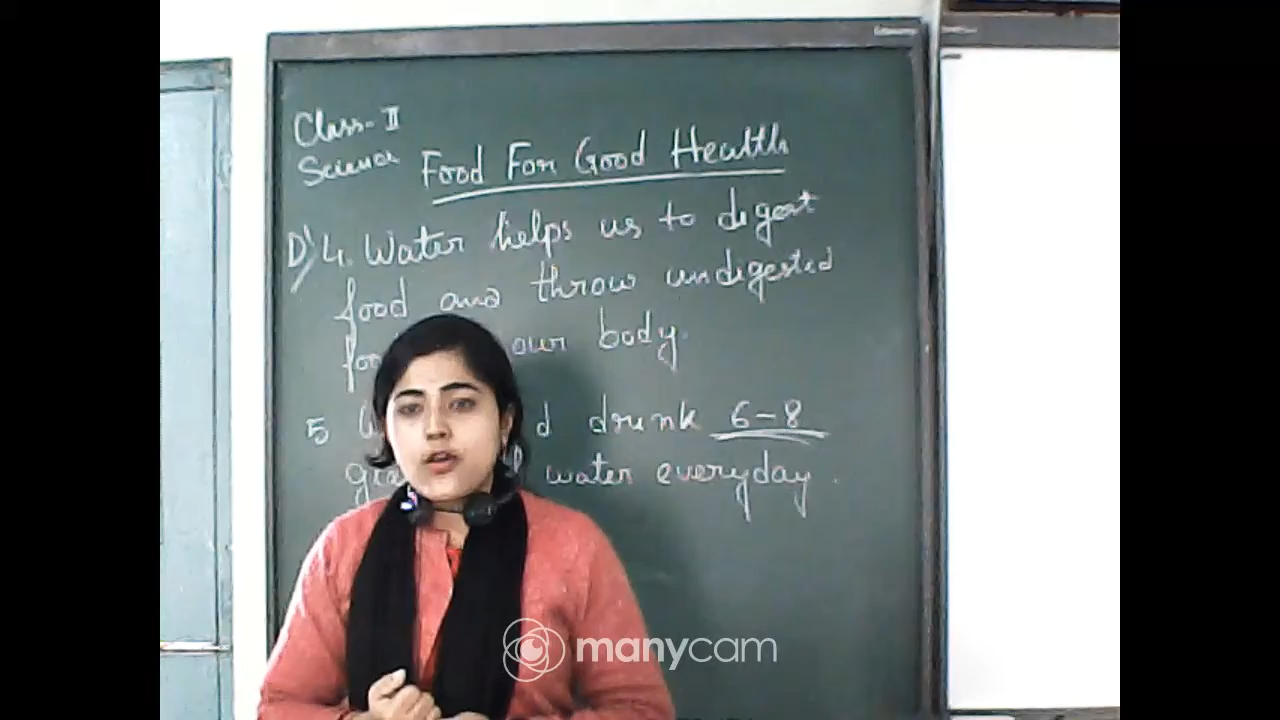 Class-II
Science
Food For Good Health
D) 4. Water helps us to digest
food and throw undigested
our body.
5 drink 6-8
water everyday.
manycam